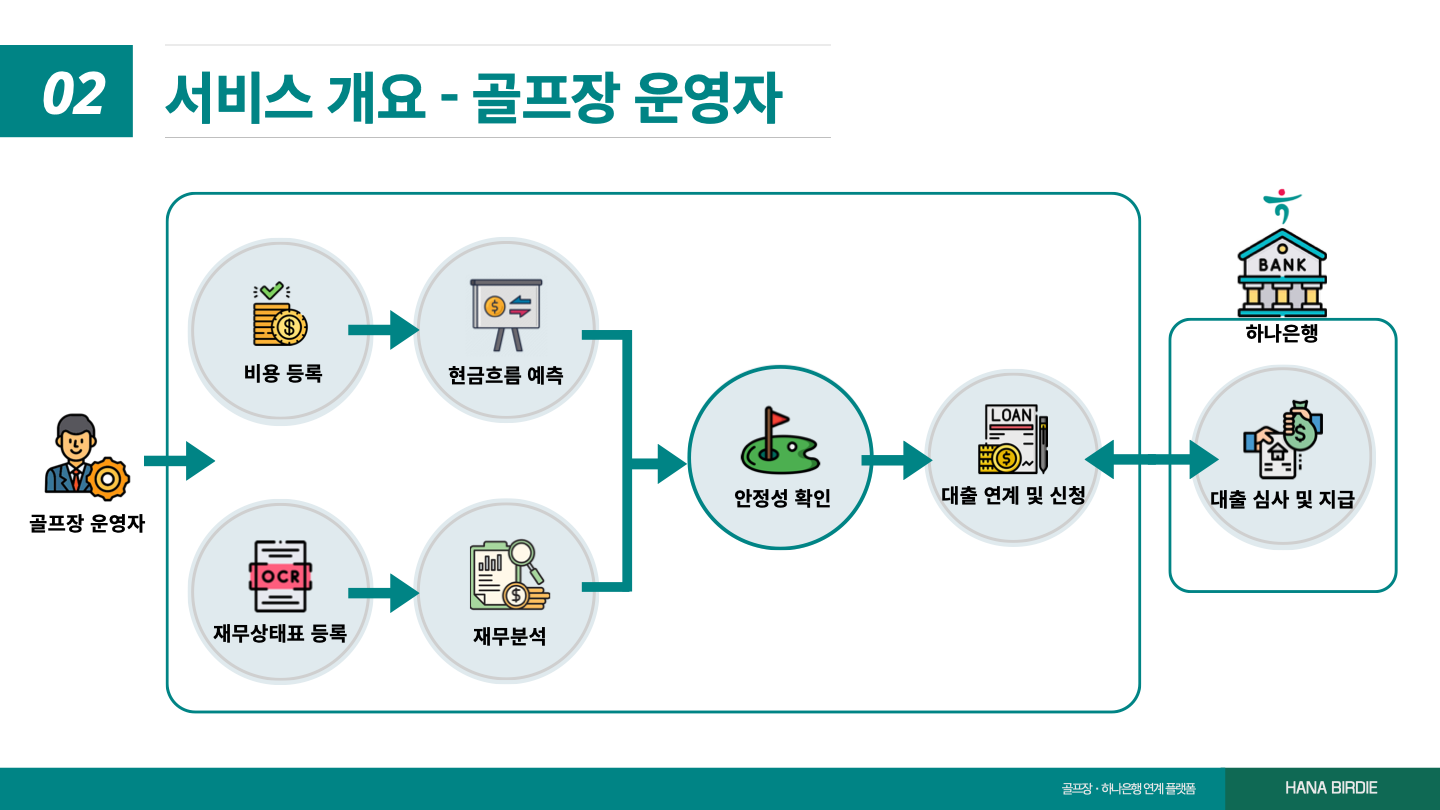 02
서비스 개요 - 골프장 운영자
골프장 운영자
비용 등록
현금흐름 예측
OCR
재무상태표 등록
재무분석
안정성 확인
LOAN
대출 연계 및 신청
BANK
하나은행
대출 심사 및 지급
골프장 · 하나은행 연계 플랫폼
HANA BIRDIE